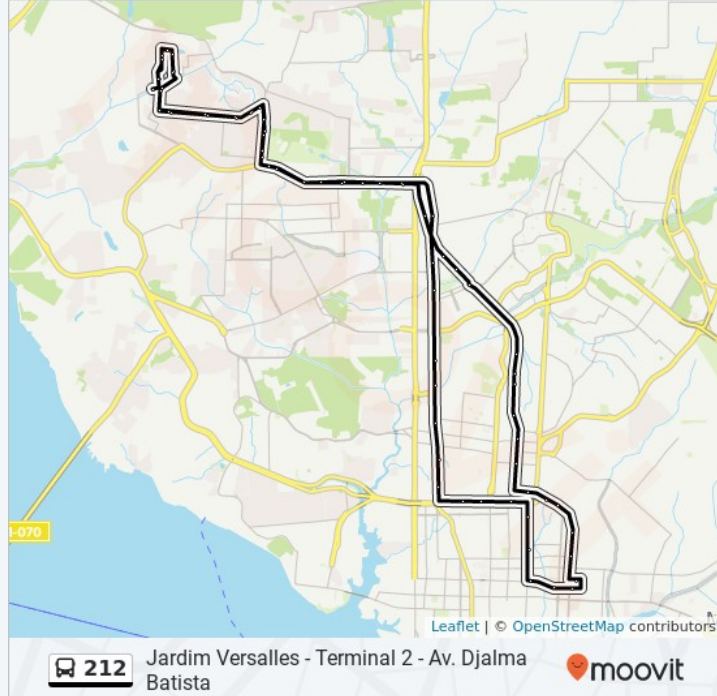 M-070
Leaflet | © OpenStreetMap contributors
212
Jardim Versalles - Terminal 2 - Av. Djalma
Batista
moovit